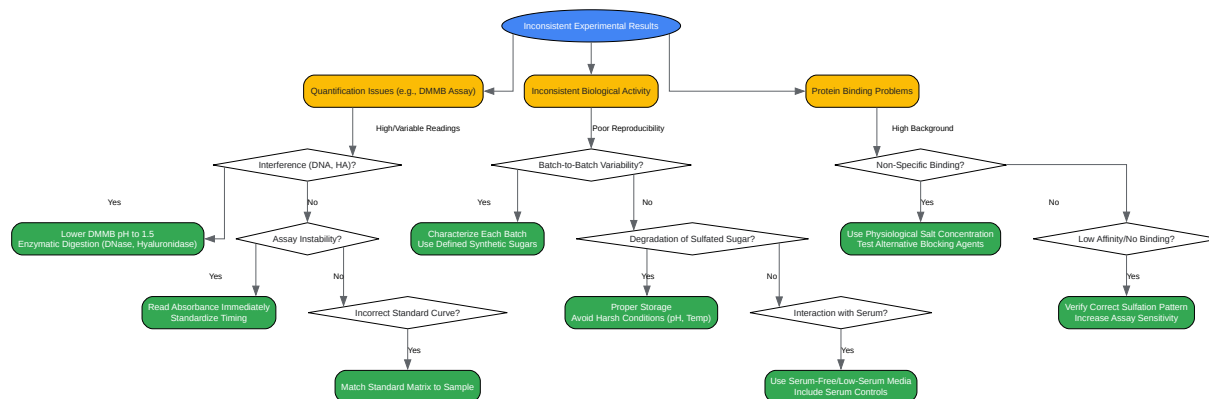 Inconsistent Experimental Results
Quantification Issues (e.g., DMMB Assay)
Inconsistent Biological Activity
Protein Binding Problems
High/Variable Readings
Poor Reproducibility
High Background
Interference (DNA, HA)?
Batch-to-Batch Variability?
Non-Specific Binding?
Yes
No
Yes
No
Yes
No
Lower DMMB pH to 1.5
Enzymatic Digestion (DNase, Hyaluronidase)
Assay Instability?
Characterize Each Batch
Use Defined Synthetic Sugars
Degradation of Sulfated Sugar?
Use Physiological Salt Concentration
Test Alternative Blocking Agents
Low Affinity/No Binding?
Yes
No
Yes
No
Yes
Read Absorbance Immediately
Standardize Timing
Incorrect Standard Curve?
Proper Storage
Avoid Harsh Conditions (pH, Temp)
Interaction with Serum?
Verify Correct Sulfation Pattern
Increase Assay Sensitivity
Yes
Yes
Match Standard Matrix to Sample
Use Serum-Free/Low-Serum Media
Include Serum Controls